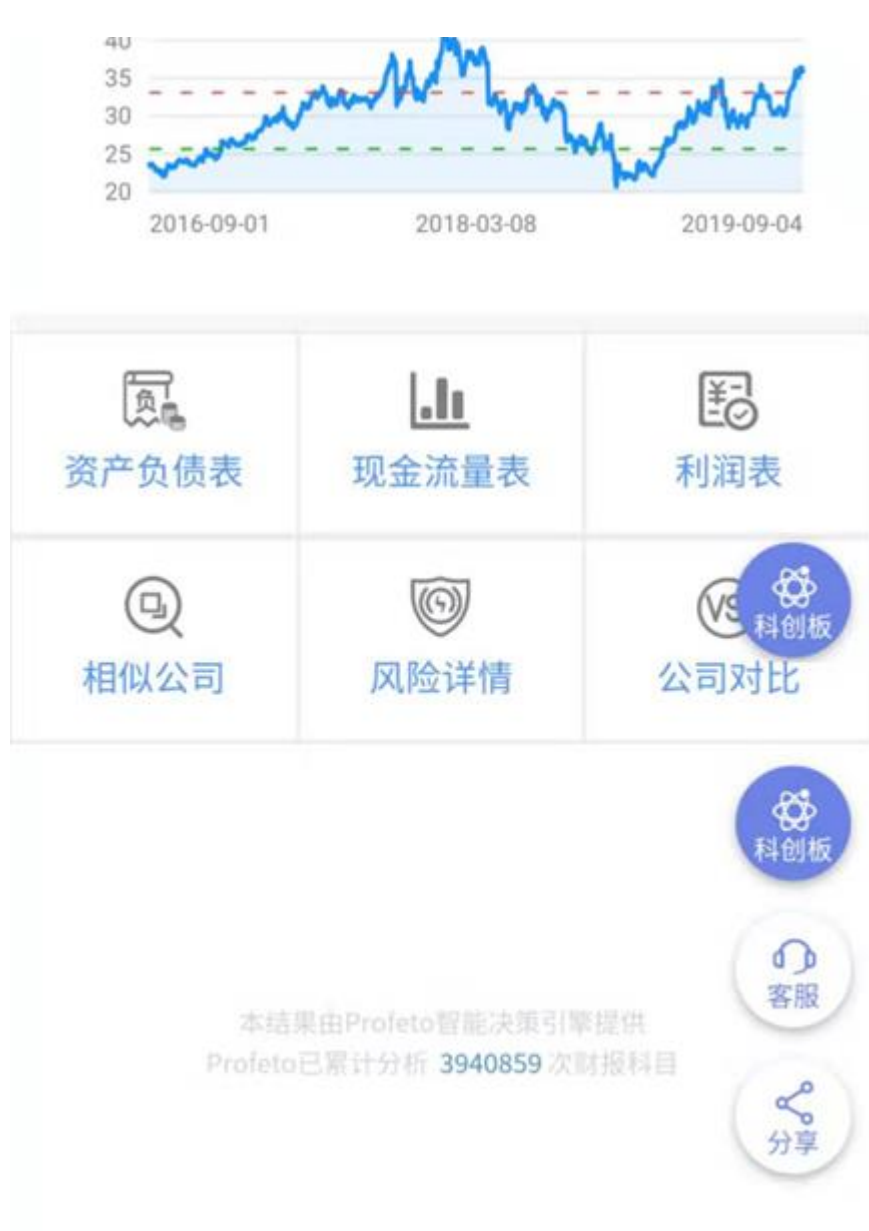 40
35
30
25
20
2016-09-01 2018-03-08 2019-09-04
负
¥
资产负债表 现金流量表 利润表
VS
科创板
相似公司 风险详情 公司对比
科创板
客服
本结果由Profeto智能决策引擎提供
Profeto已累计分析 3940859 次财报科目
分享